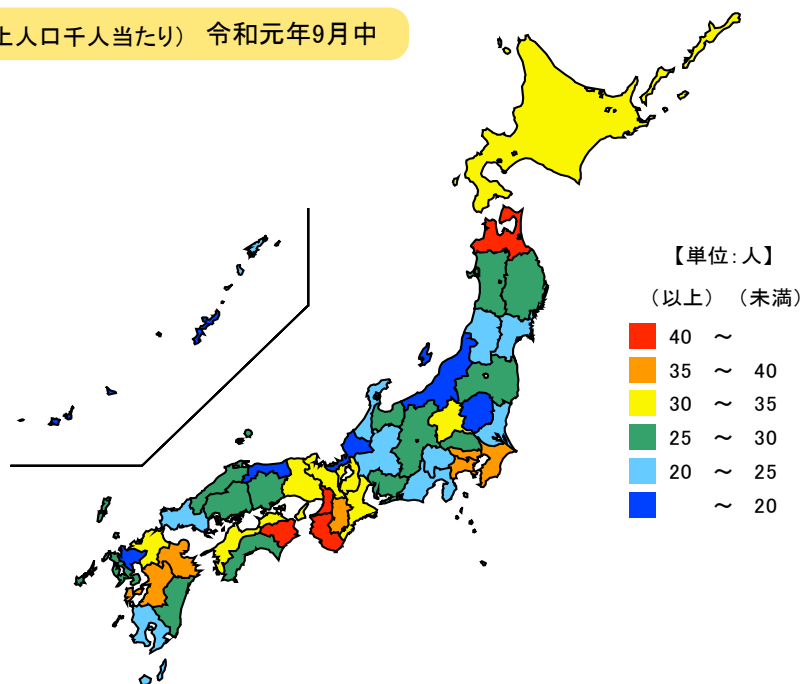 上人口千人当たり） 令和元年9月中
【単位：人】
（以上） （未満）
40 ～
35 ～ 40
30 ～ 35
25 ～ 30
20 ～ 25
～ 20